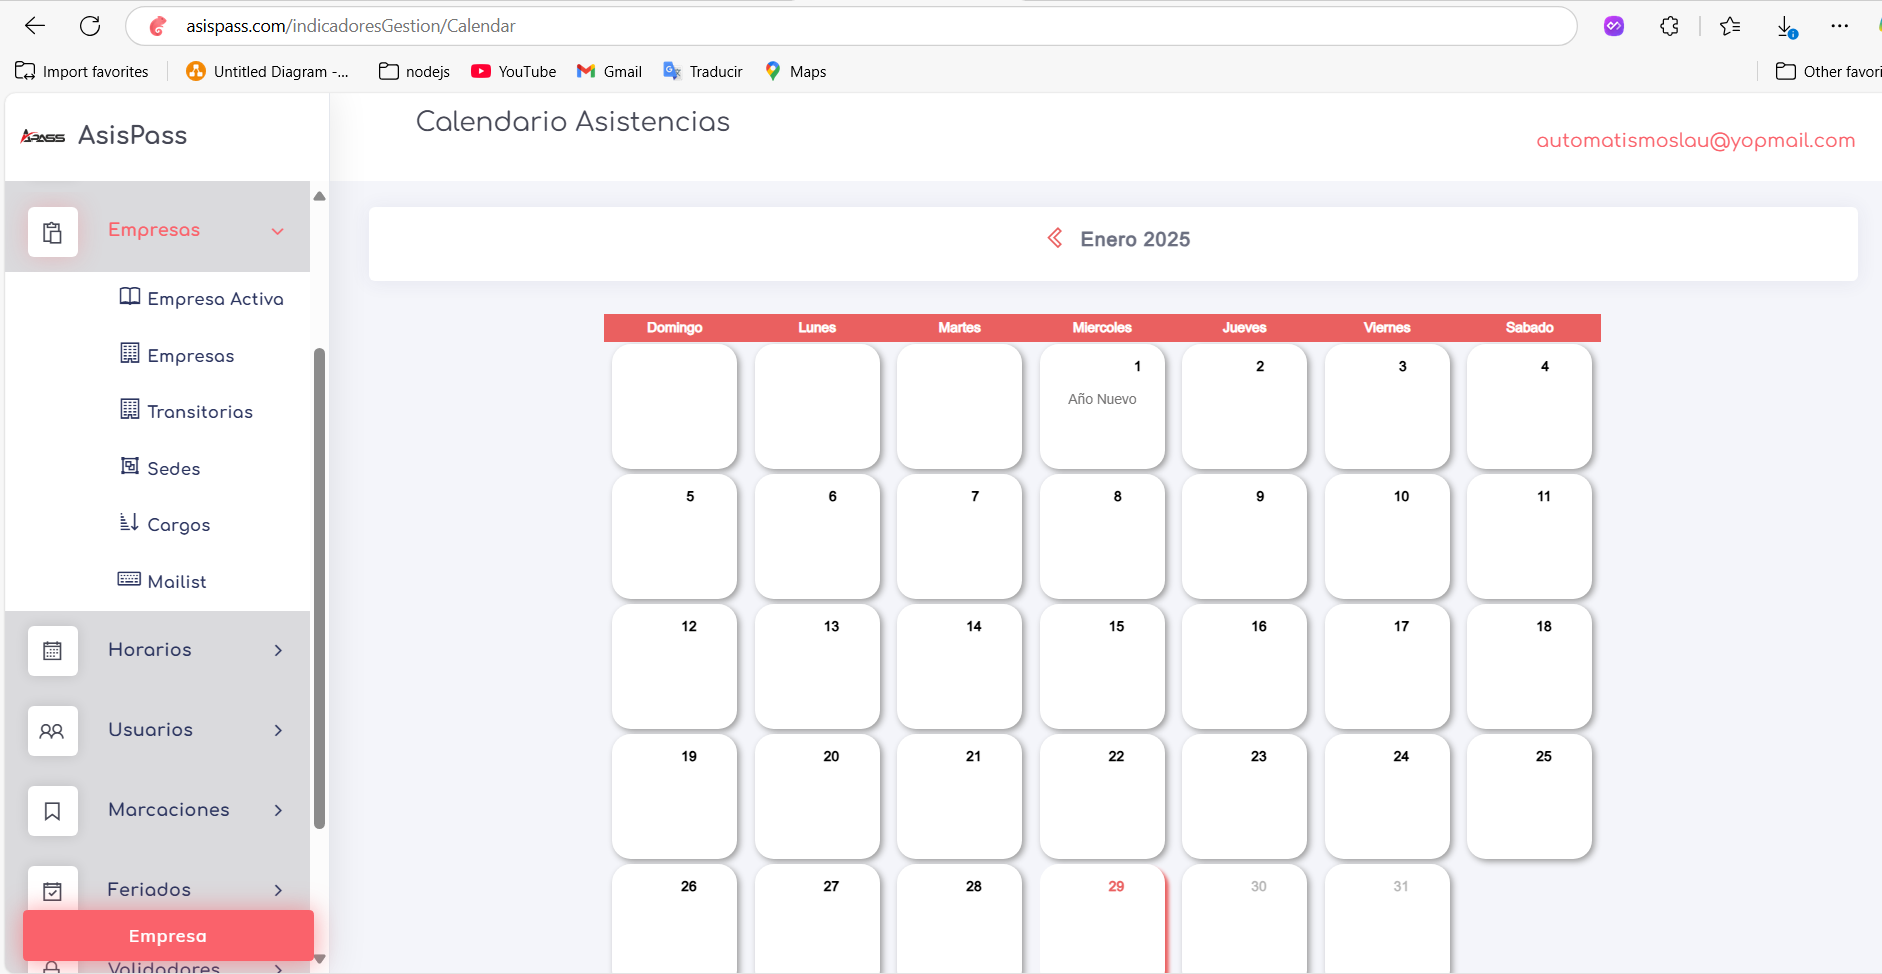 asispass.com/indicadoresGestion/Calendar
Import favorites
Untitled Diagram -...
nodejs
YouTube
Gmail
Traducir
Maps
Other favori
APASS
AsisPass
Calendario Asistencias
automatismoslau@yopmail.com
Empresas
Empresa Activa
Empresas
Transitorias
Sedes
Cargos
Mailist
Horarios
Usuarios
Marcaciones
Feriados
Empresa
Validadores
Enero 2025
Domingo Lunes Martes Miercoles Jueves Viernes Sabado
1 2 3 4
Año Nuevo
5 6 7 8 9 10 11
12 13 14 15 16 17 18
19 20 21 22 23 24 25
26 27 28 29 30 31